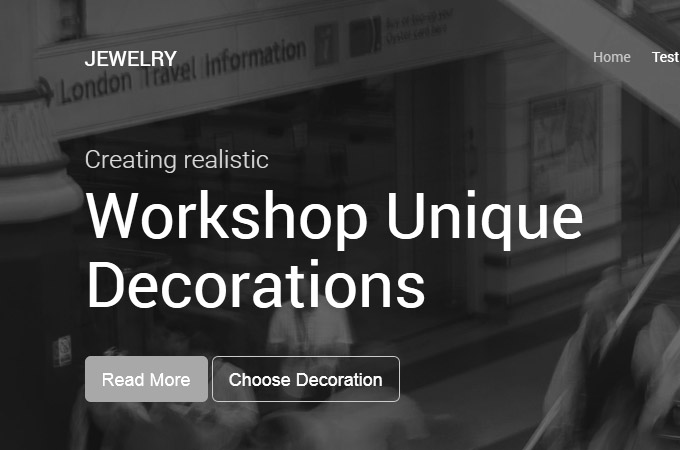 JEWELRY
Home Test
London Travel Information
Creating realistic
Workshop Unique
Decorations
Read More
Choose Decoration